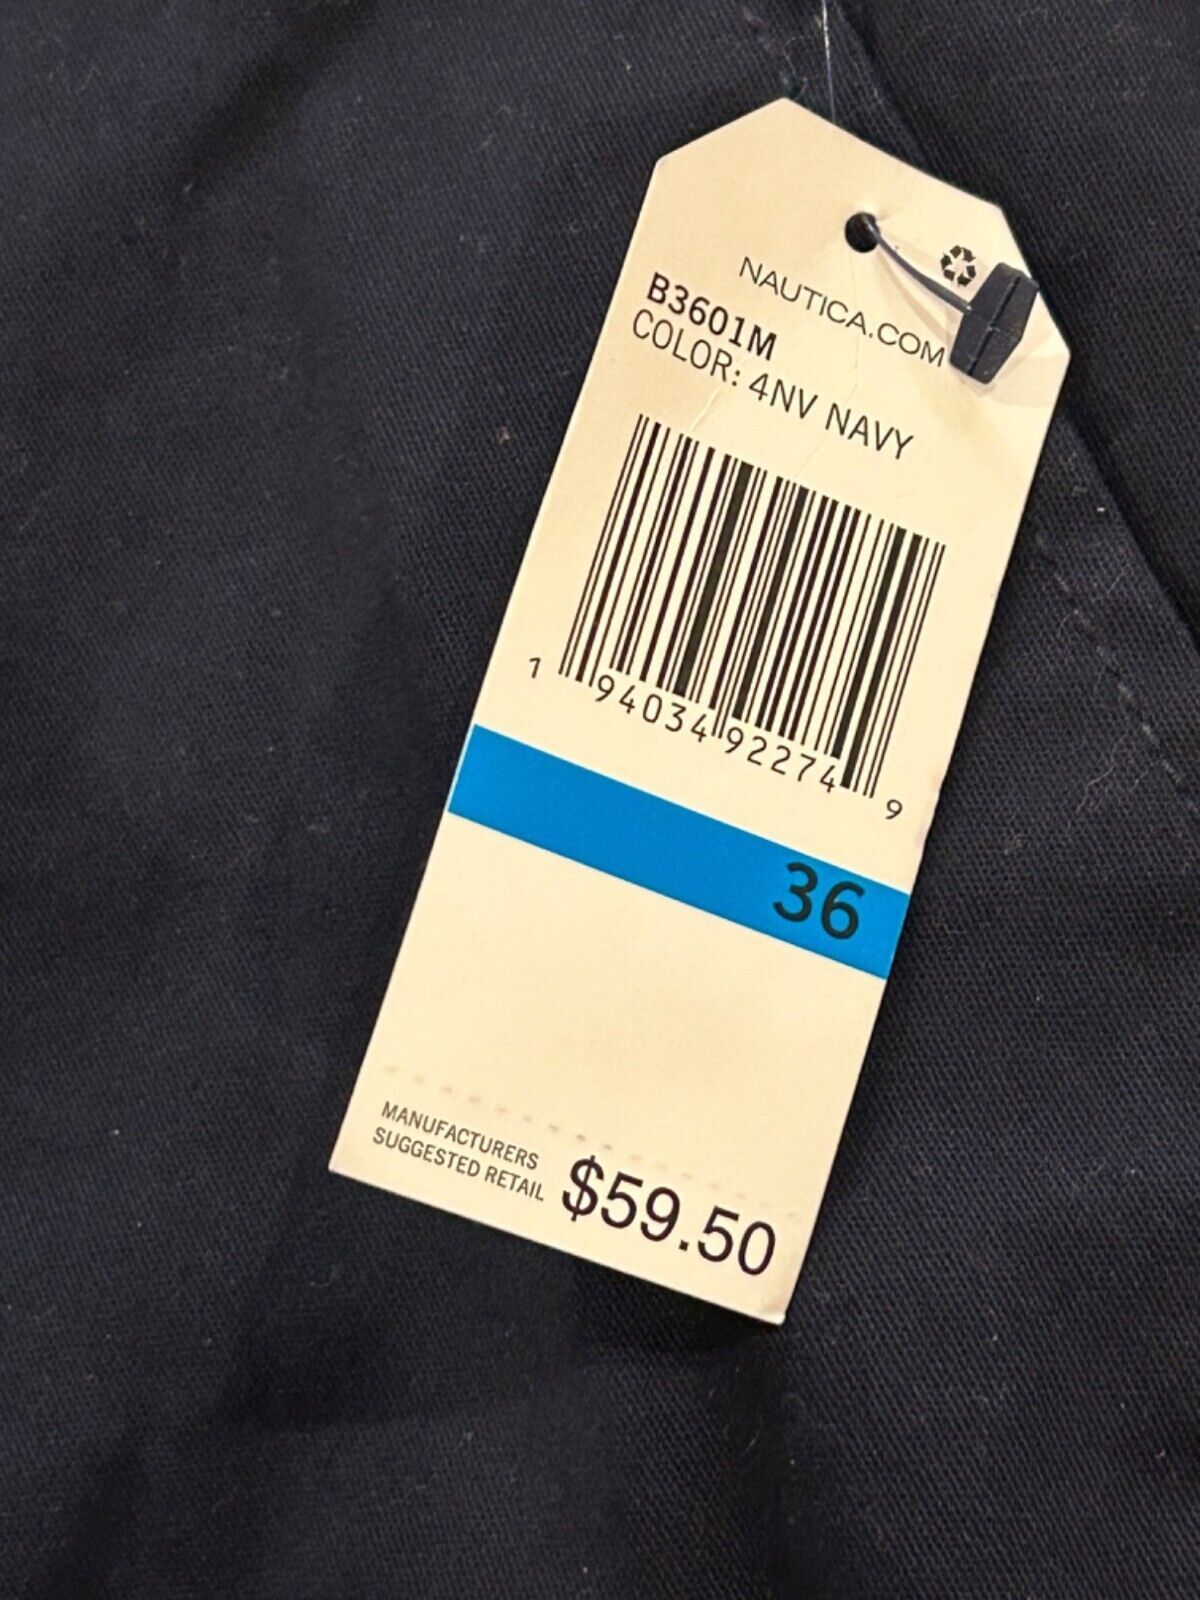 NAUTICA.COM
B3601M
COLOR: 4NV NAVY
1 94034 92274 9
36
MANUFACTURERS
SUGGESTED RETAIL $59.50